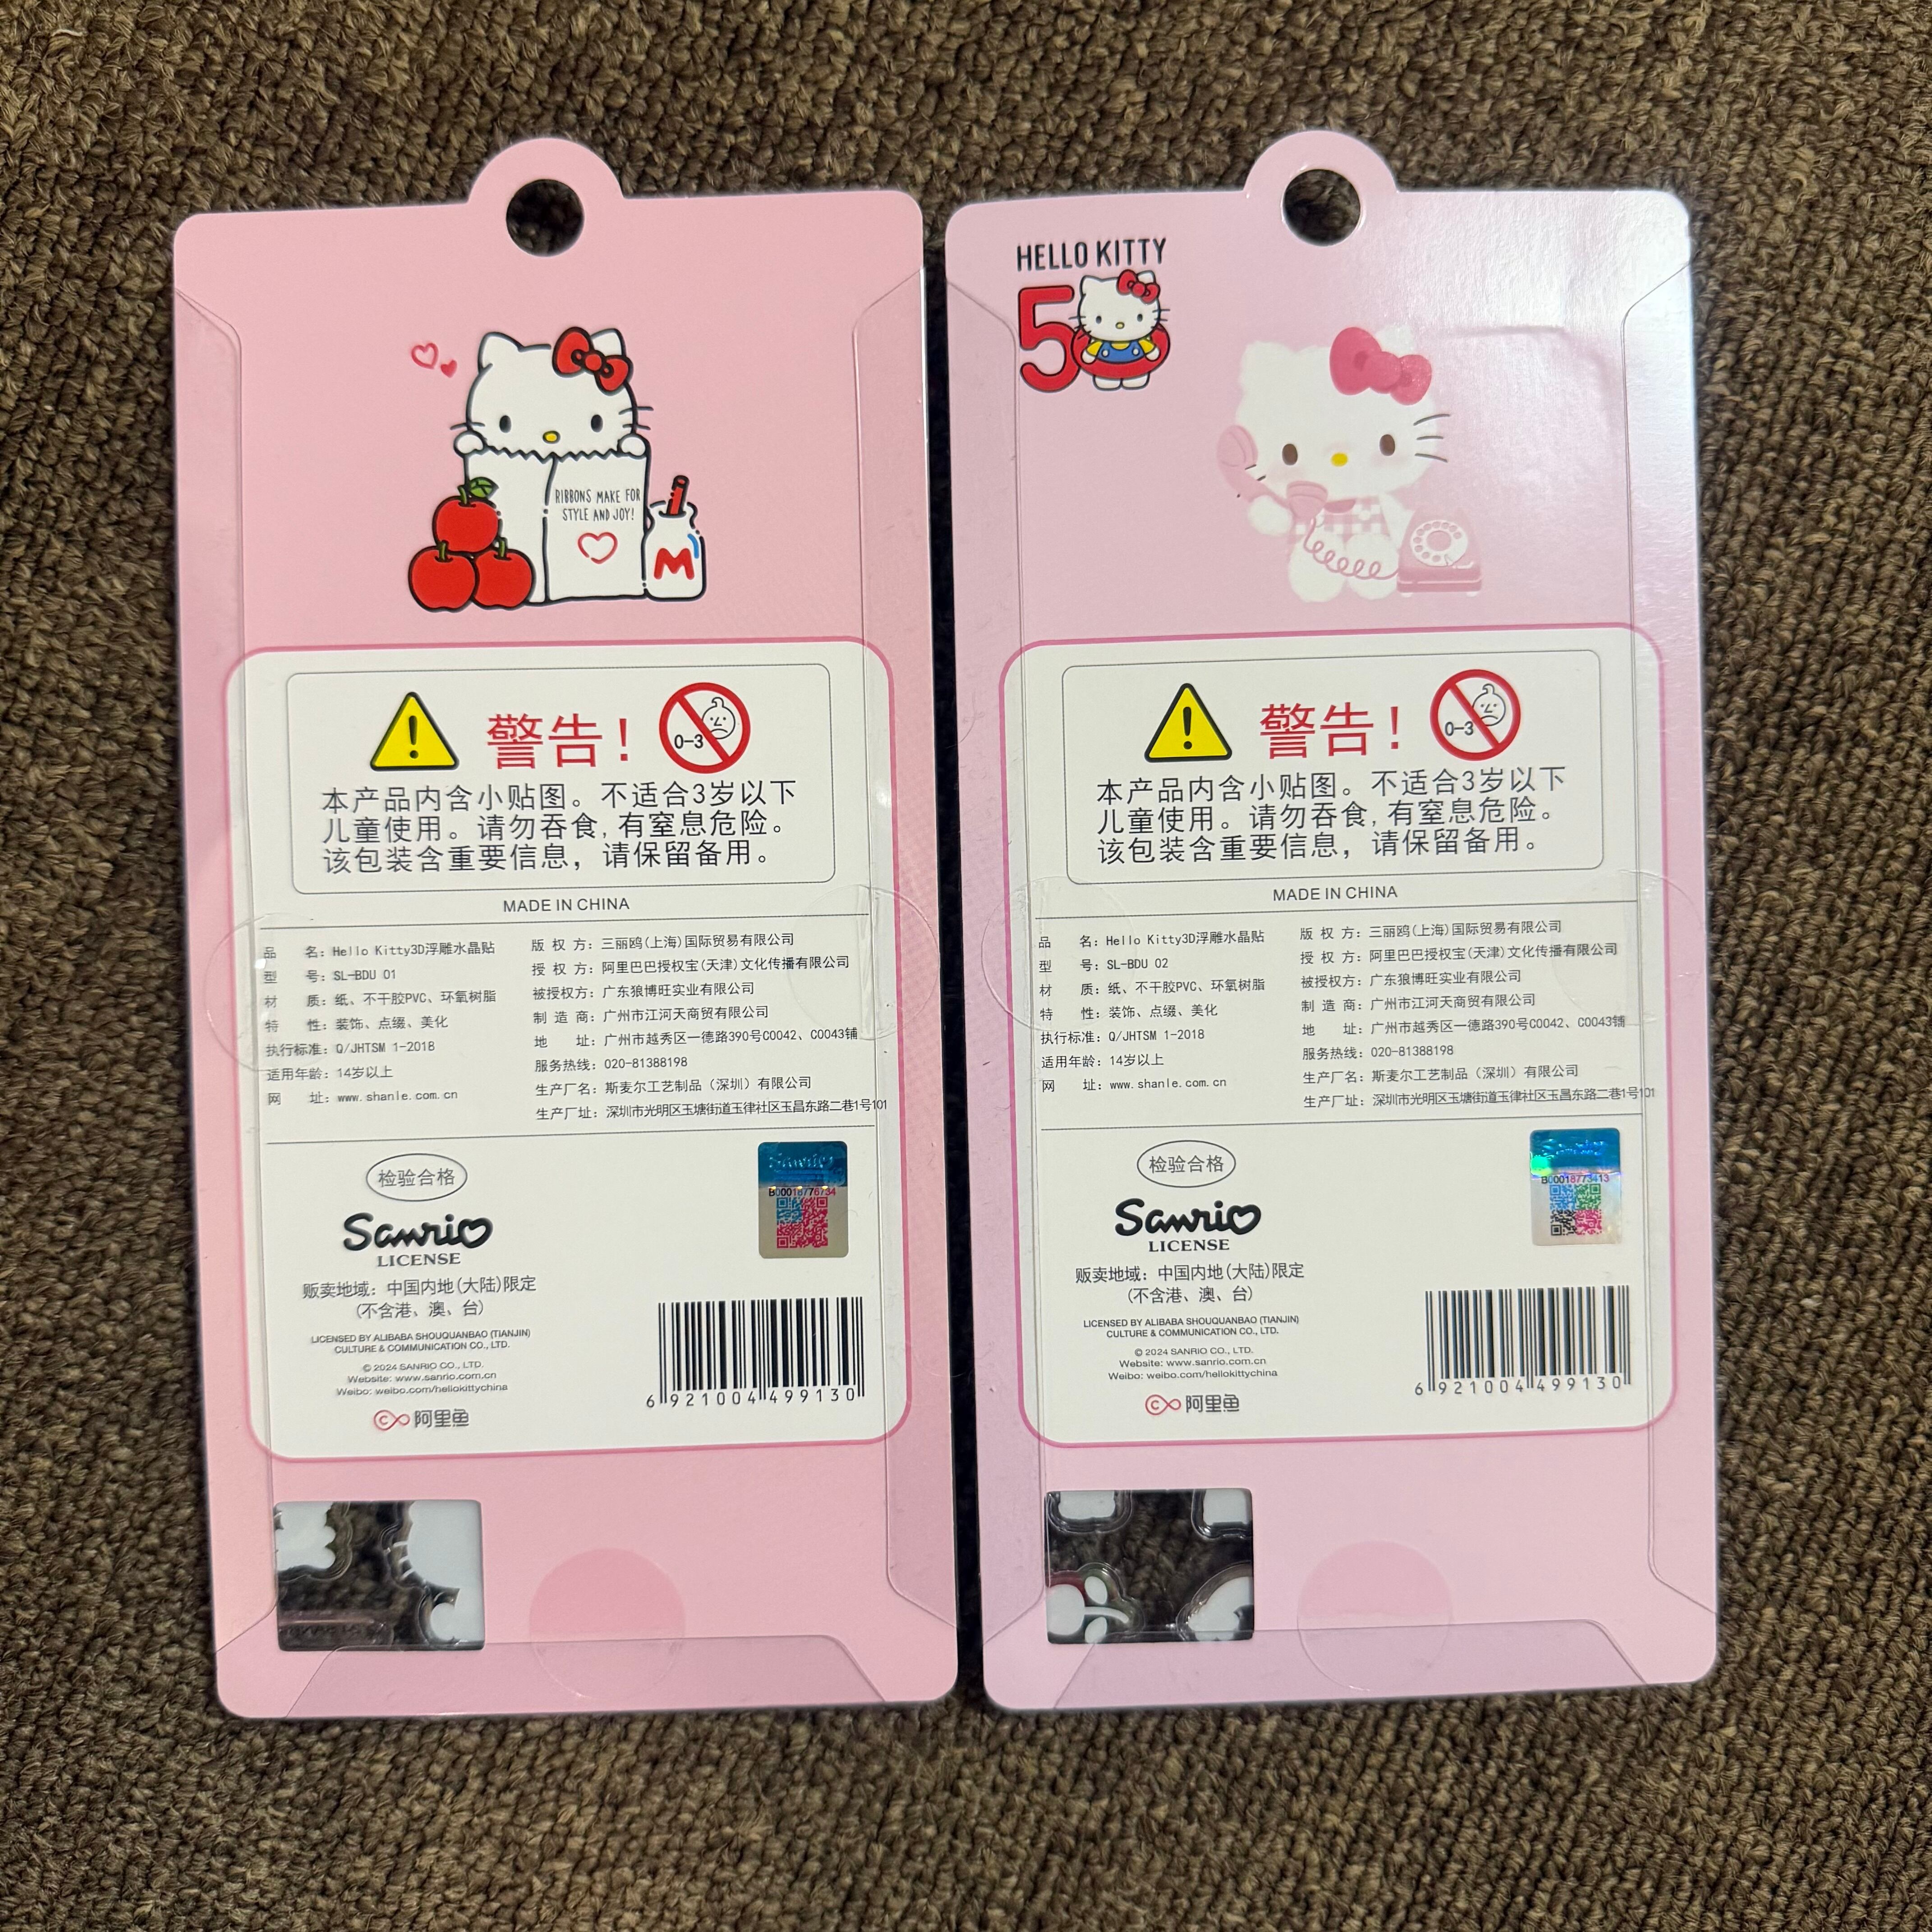 RIBBONS MAKE FOR
STYLE AND JOY!
M
警告!
0-3
本产品内含小贴图。不适合3岁以下
儿童使用。请勿吞食,有窒息危险。
该包装含重要信息，请保留备用。
MADE IN CHINA
品 名: Hello Kitty3D浮雕水晶贴
型 号: SL-BDU 01
材 质: 纸、不干胶PVC、环氧树脂
特 性: 装饰、点缀、美化
执行标准: Q/JHTSM 1-2018
适用年龄: 14岁以上
网 址: www.shanle.com.cn
版 权 方: 三丽鸥(上海)国际贸易有限公司
授 权 方: 阿里巴巴授权宝(天津)文化传播有限公司
被授权方: 广东狼博旺实业有限公司
制 造 商: 广州市江河天商贸有限公司
地 址: 广州市越秀区一德路390号C0042、C0043铺
服务热线: 020-81388198
生产厂名: 斯麦尔工艺制品（深圳）有限公司
生产厂址: 深圳市光明区玉塘街道玉律社区玉昌东路二巷1号101
检验合格
Sanrio
LICENSE
贩卖地域: 中国内地(大陆)限定
(不含港、澳、台)
LICENSED BY ALIBABA SHOUQUANBAO (TIANJIN)
CULTURE & COMMUNICATION CO., LTD.
© 2024 SANRIO CO., LTD.
Website: www.sanrio.com.cn
Weibo: weibo.com/hellokittychina
阿里鱼
Sanrio
B00018776734
6 921004 499130
HELLO KITTY
50
警告!
0-3
本产品内含小贴图。不适合3岁以下
儿童使用。请勿吞食,有窒息危险。
该包装含重要信息，请保留备用。
MADE IN CHINA
品 名: Hello Kitty3D浮雕水晶贴
型 号: SL-BDU 02
材 质: 纸、不干胶PVC、环氧树脂
特 性: 装饰、点缀、美化
执行标准: Q/JHTSM 1-2018
适用年龄: 14岁以上
网 址: www.shanle.com.cn
版 权 方: 三丽鸥(上海)国际贸易有限公司
授 权 方: 阿里巴巴授权宝(天津)文化传播有限公司
被授权方: 广东狼博旺实业有限公司
制 造 商: 广州市江河天商贸有限公司
地 址: 广州市越秀区一德路390号C0042、C0043铺
服务热线: 020-81388198
生产厂名: 斯麦尔工艺制品（深圳）有限公司
生产厂址: 深圳市光明区玉塘街道玉律社区玉昌东路二巷1号101
检验合格
Sanrio
LICENSE
贩卖地域: 中国内地(大陆)限定
(不含港、澳、台)
LICENSED BY ALIBABA SHOUQUANBAO (TIANJIN)
CULTURE & COMMUNICATION CO., LTD.
© 2024 SANRIO CO., LTD.
Website: www.sanrio.com.cn
Weibo: weibo.com/hellokittychina
阿里鱼
B00018773413
6 921004 499130